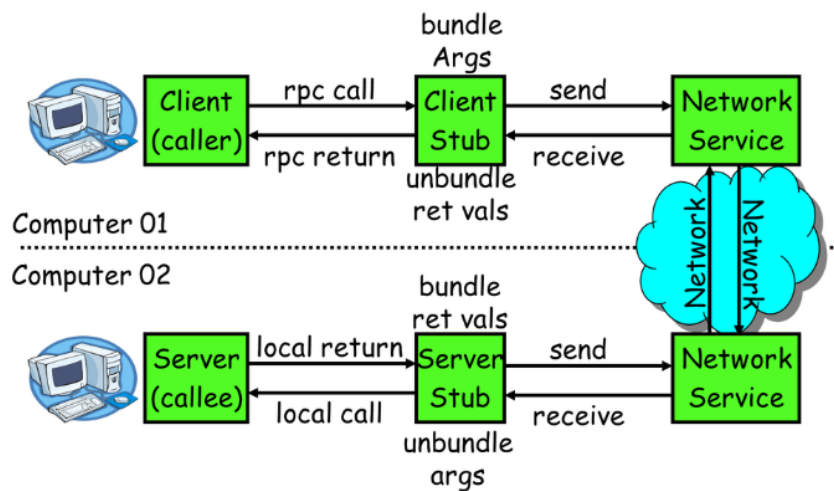 bundle
Args
Client
(caller)
rpc call
rpc return
Client
Stub
send
receive
Network
Service
unbundle
ret vals
Computer 01
Network
Network
Computer 02
bundle
ret vals
Server
(callee)
local return
local call
Server
Stub
send
receive
Network
Service
unbundle
args